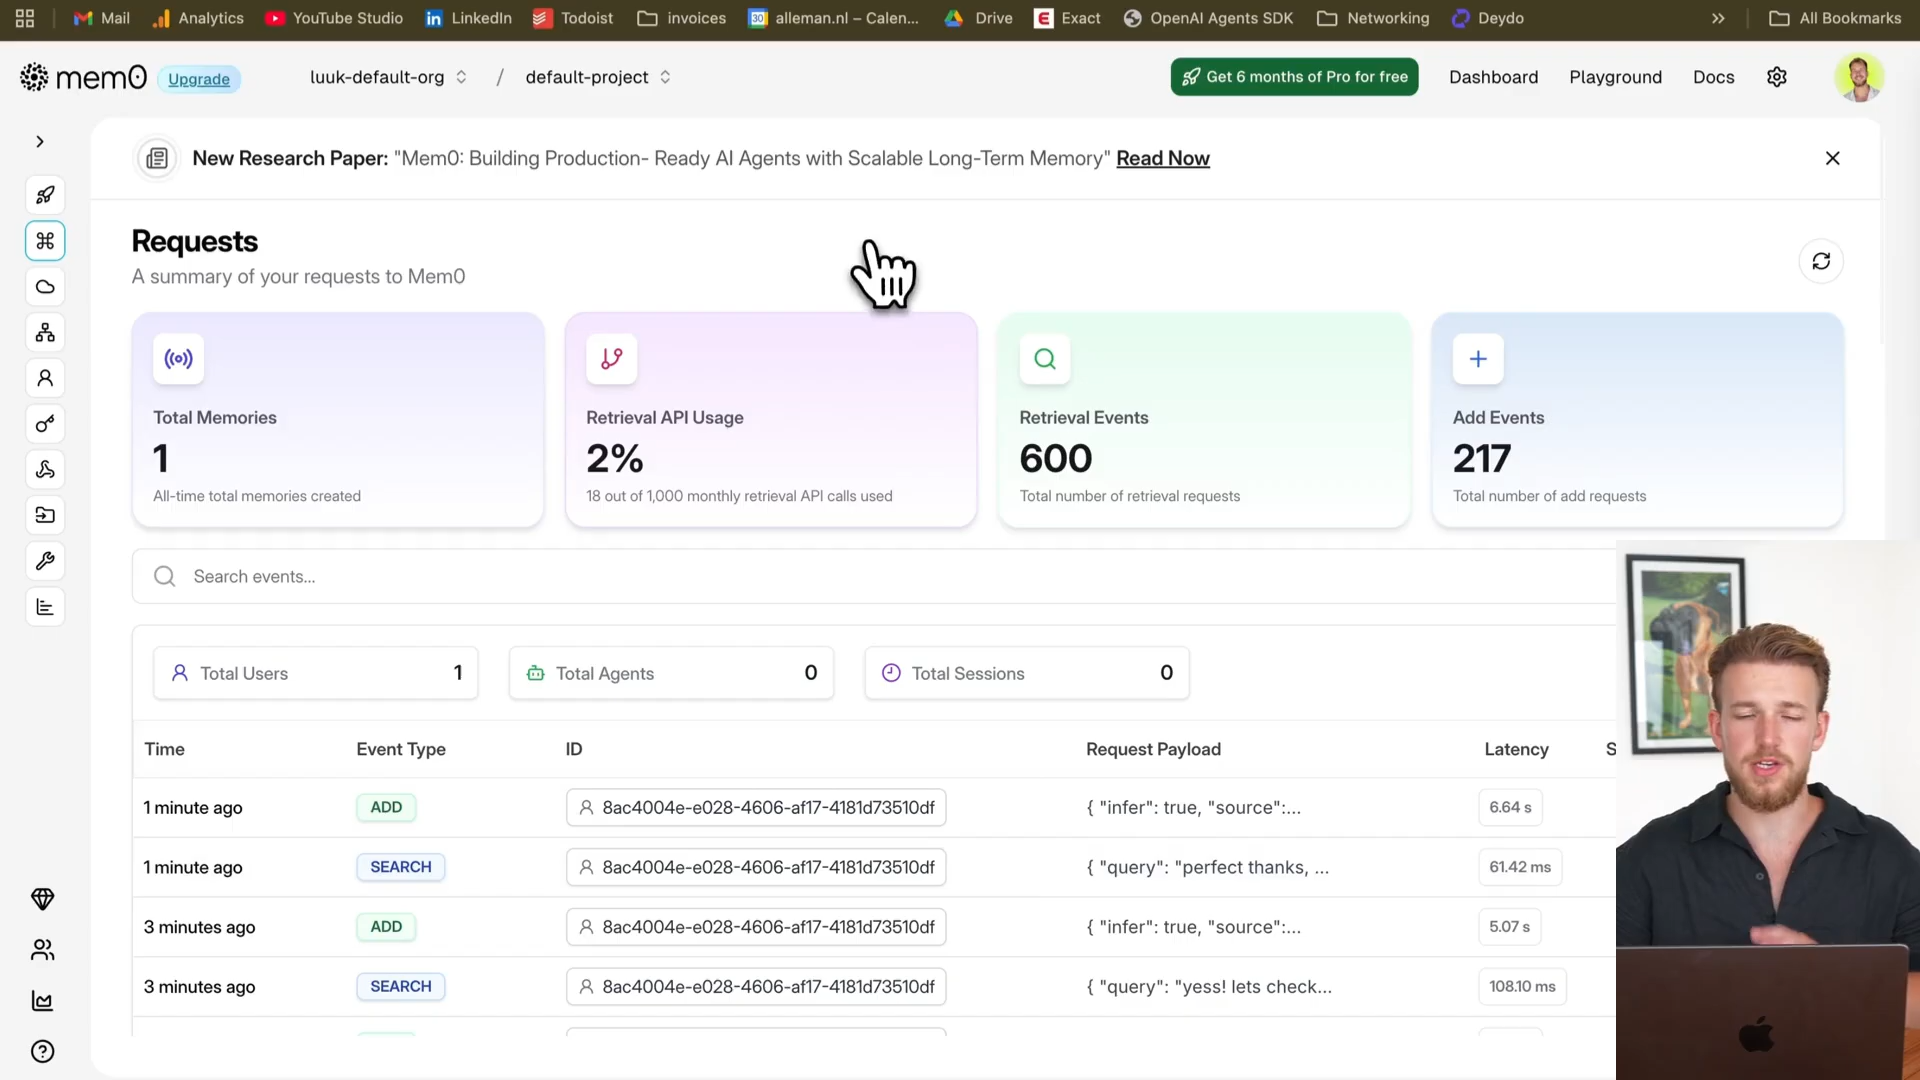 Mail
Analytics
YouTube Studio
LinkedIn
Todoist
invoices
alleman.nl – Calen...
Drive
Exact
OpenAI Agents SDK
Networking
Deydo
All Bookmarks
mem0
Upgrade
luuk-default-org
/
default-project
Get 6 months of Pro for free
Dashboard
Playground
Docs
New Research Paper: "Mem0: Building Production- Ready AI Agents with Scalable Long-Term Memory" Read Now
Requests
A summary of your requests to Mem0
Total Memories
1
All-time total memories created
Retrieval API Usage
2%
18 out of 1,000 monthly retrieval API calls used
Retrieval Events
600
Total number of retrieval requests
Add Events
217
Total number of add requests
Search events...
Total Users 1
Total Agents 0
Total Sessions 0
Time Event Type ID Request Payload Latency S
1 minute ago ADD 8ac4004e-e028-4606-af17-4181d73510df { "infer": true, "source":... 6.64 s
1 minute ago SEARCH 8ac4004e-e028-4606-af17-4181d73510df { "query": "perfect thanks, ... 61.42 ms
3 minutes ago ADD 8ac4004e-e028-4606-af17-4181d73510df { "infer": true, "source":... 5.07 s
3 minutes ago SEARCH 8ac4004e-e028-4606-af17-4181d73510df { "query": "yess! lets check... 108.10 ms